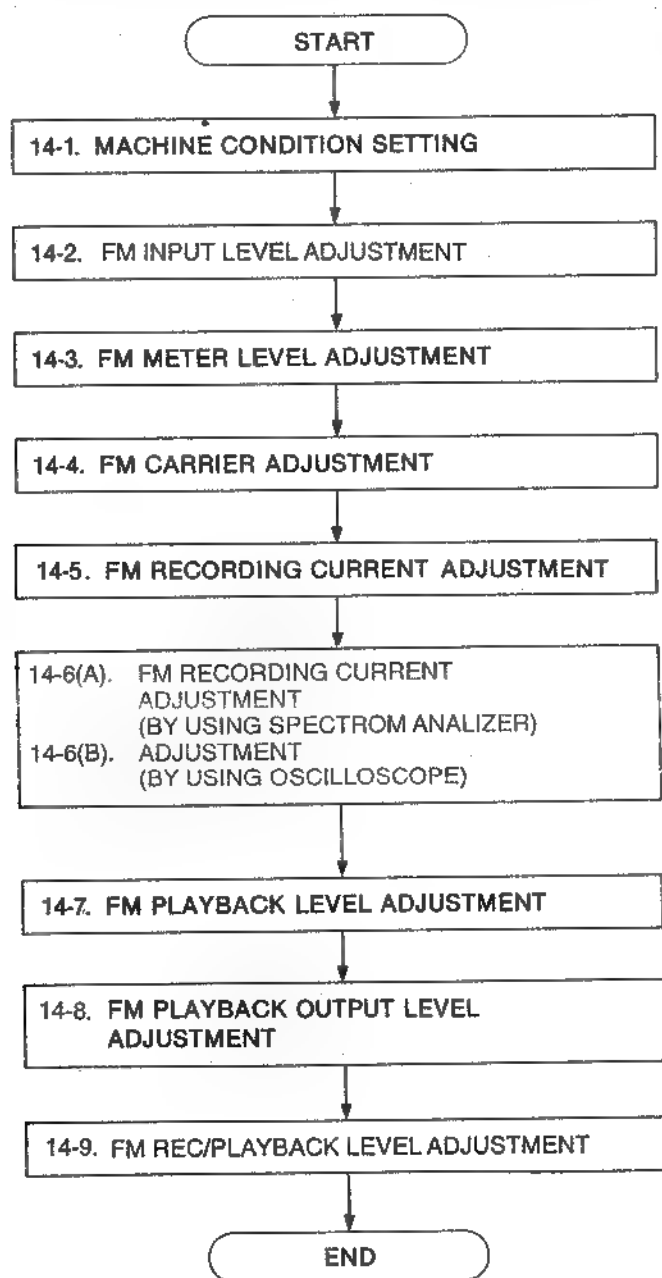 START
14-1. MACHINE CONDITION SETTING
14-2. FM INPUT LEVEL ADJUSTMENT
14-3. FM METER LEVEL ADJUSTMENT
14-4. FM CARRIER ADJUSTMENT
14-5. FM RECORDING CURRENT ADJUSTMENT
14-6(A). FM RECORDING CURRENT
ADJUSTMENT
(BY USING SPECTROM ANALIZER)
14-6(B). ADJUSTMENT
(BY USING OSCILLOSCOPE)
14-7. FM PLAYBACK LEVEL ADJUSTMENT
14-8. FM PLAYBACK OUTPUT LEVEL
ADJUSTMENT
14-9. FM REC/PLAYBACK LEVEL ADJUSTMENT
END